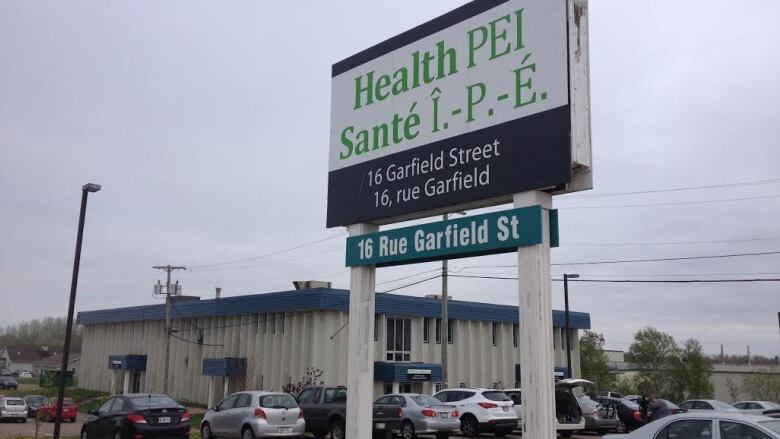 Health PEI
Santé Î.-P.-É.
16 Garfield Street
16, rue Garfield
16 Rue Garfield St